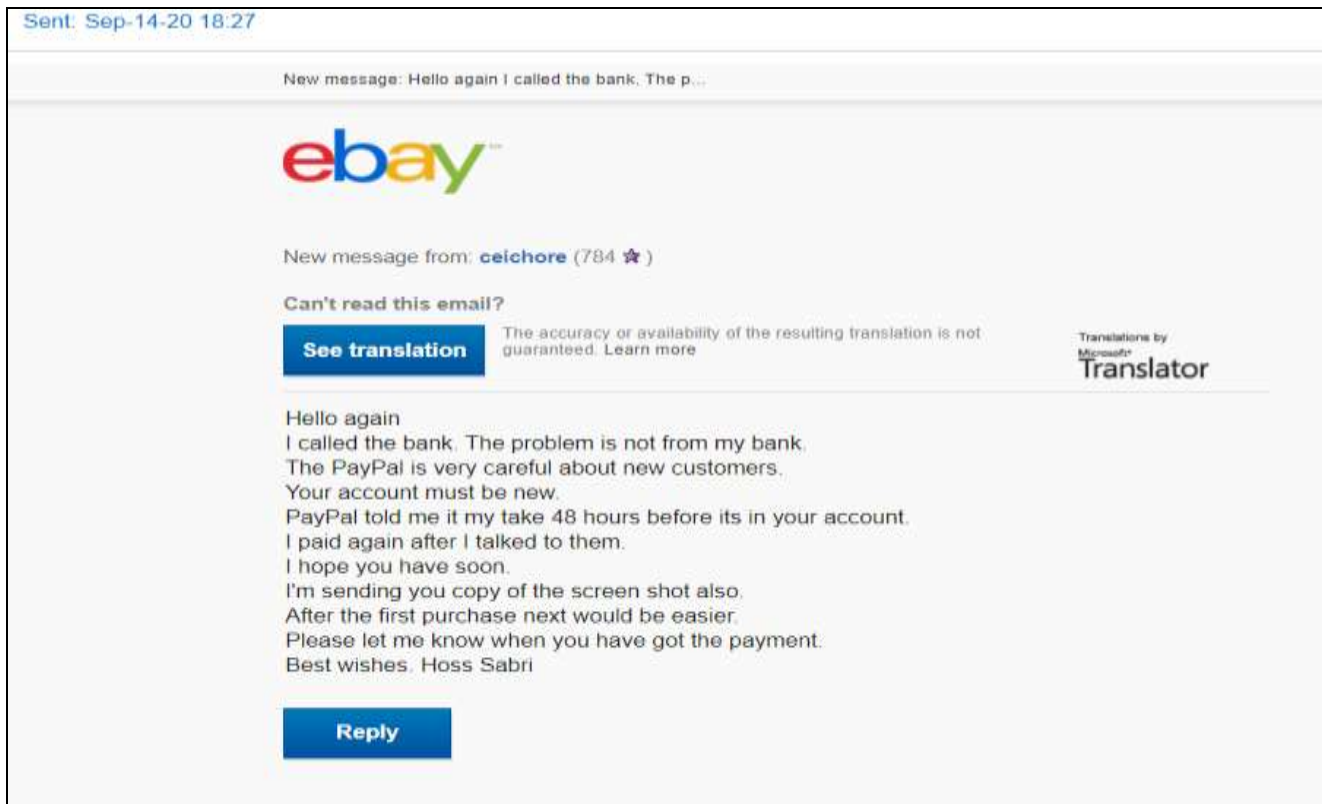 Sent: Sep-14-20 18:27
New message: Hello again I called the bank. The p...
ebay™
New message from: ceichore (784 ☆ )
Can't read this email?
See translation
The accuracy or availability of the resulting translation is not
guaranteed. Learn more
Translations by
Microsoft®
Translator
Hello again
I called the bank. The problem is not from my bank.
The PayPal is very careful about new customers.
Your account must be new.
PayPal told me it my take 48 hours before its in your account.
I paid again after I talked to them.
I hope you have soon.
I'm sending you copy of the screen shot also.
After the first purchase next would be easier.
Please let me know when you have got the payment.
Best wishes. Hoss Sabri
Reply